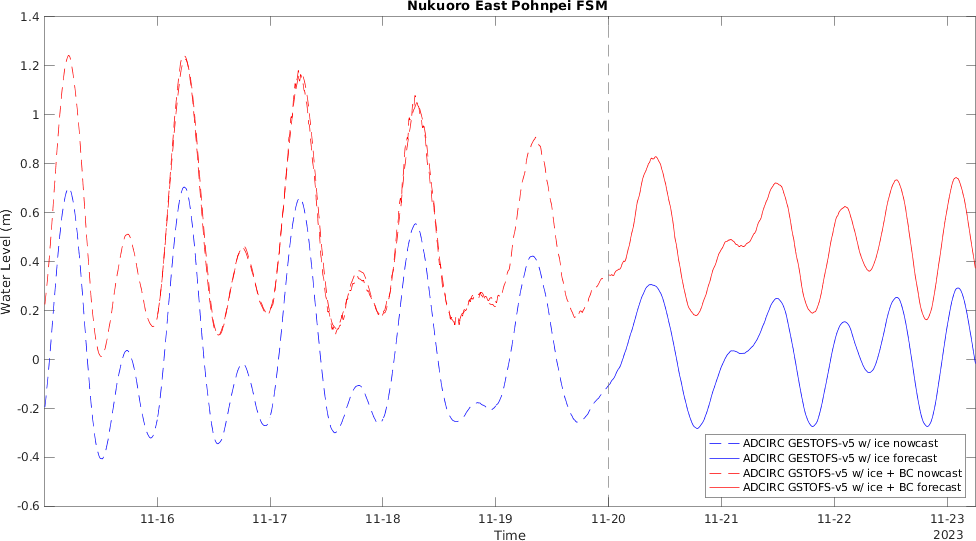 Nukuoro East Pohnpei FSM
1.4
1.2
1
0.8
0.6
0.4
0.2
0
-0.2
-0.4
-0.6
Water Level (m)
ADCIRC GESTOFS-v5 w/ ice nowcast
ADCIRC GESTOFS-v5 w/ ice forecast
ADCIRC GSTOFS-v5 w/ ice + BC nowcast
ADCIRC GSTOFS-v5 w/ ice + BC forecast
11-16 11-17 11-18 11-19 11-20 11-21 11-22 11-23
2023
Time